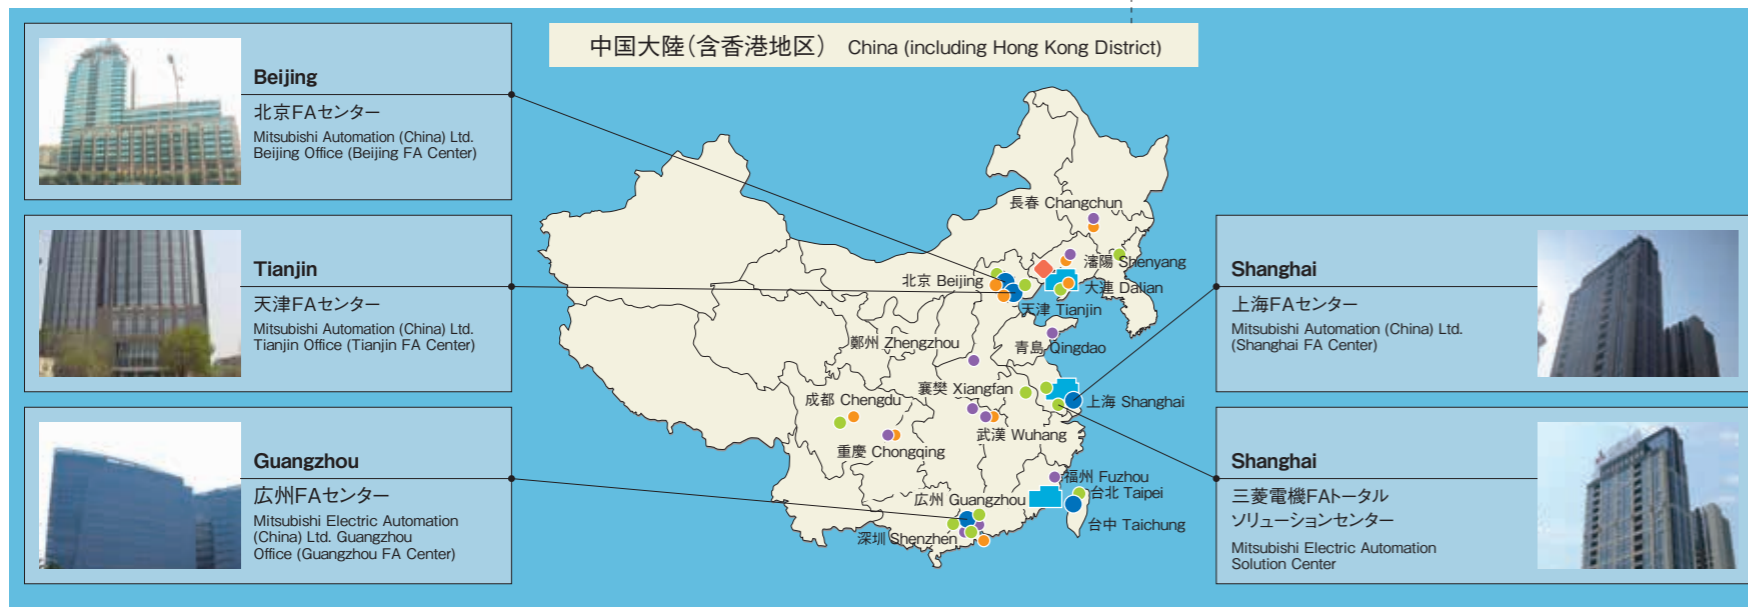 中国大陸(含香港地区) China (including Hong Kong District)
Beijing
北京FAセンター
Mitsubishi Automation (China) Ltd.
Beijing Office (Beijing FA Center)
Tianjin
天津FAセンター
Mitsubishi Automation (China) Ltd.
Tianjin Office (Tianjin FA Center)
Guangzhou
広州FAセンター
Mitsubishi Electric Automation
(China) Ltd. Guangzhou
Office (Guangzhou FA Center)
長春 Changchun
瀋陽 Shenyang
北京 Beijing
大連 Dalian
天津 Tianjin
鄭州 Zhengzhou
青島 Qingdao
襄樊 Xiangfan
成都 Chengdu
上海 Shanghai
武漢 Wuhang
重慶 Chongqing
福州 Fuzhou
広州 Guangzhou
台北 Taipei
台中 Taichung
深圳 Shenzhen
Shanghai
上海FAセンター
Mitsubishi Automation (China) Ltd.
(Shanghai FA Center)
Shanghai
三菱電機FAトータル
ソリューションセンター
Mitsubishi Electric Automation
Solution Center